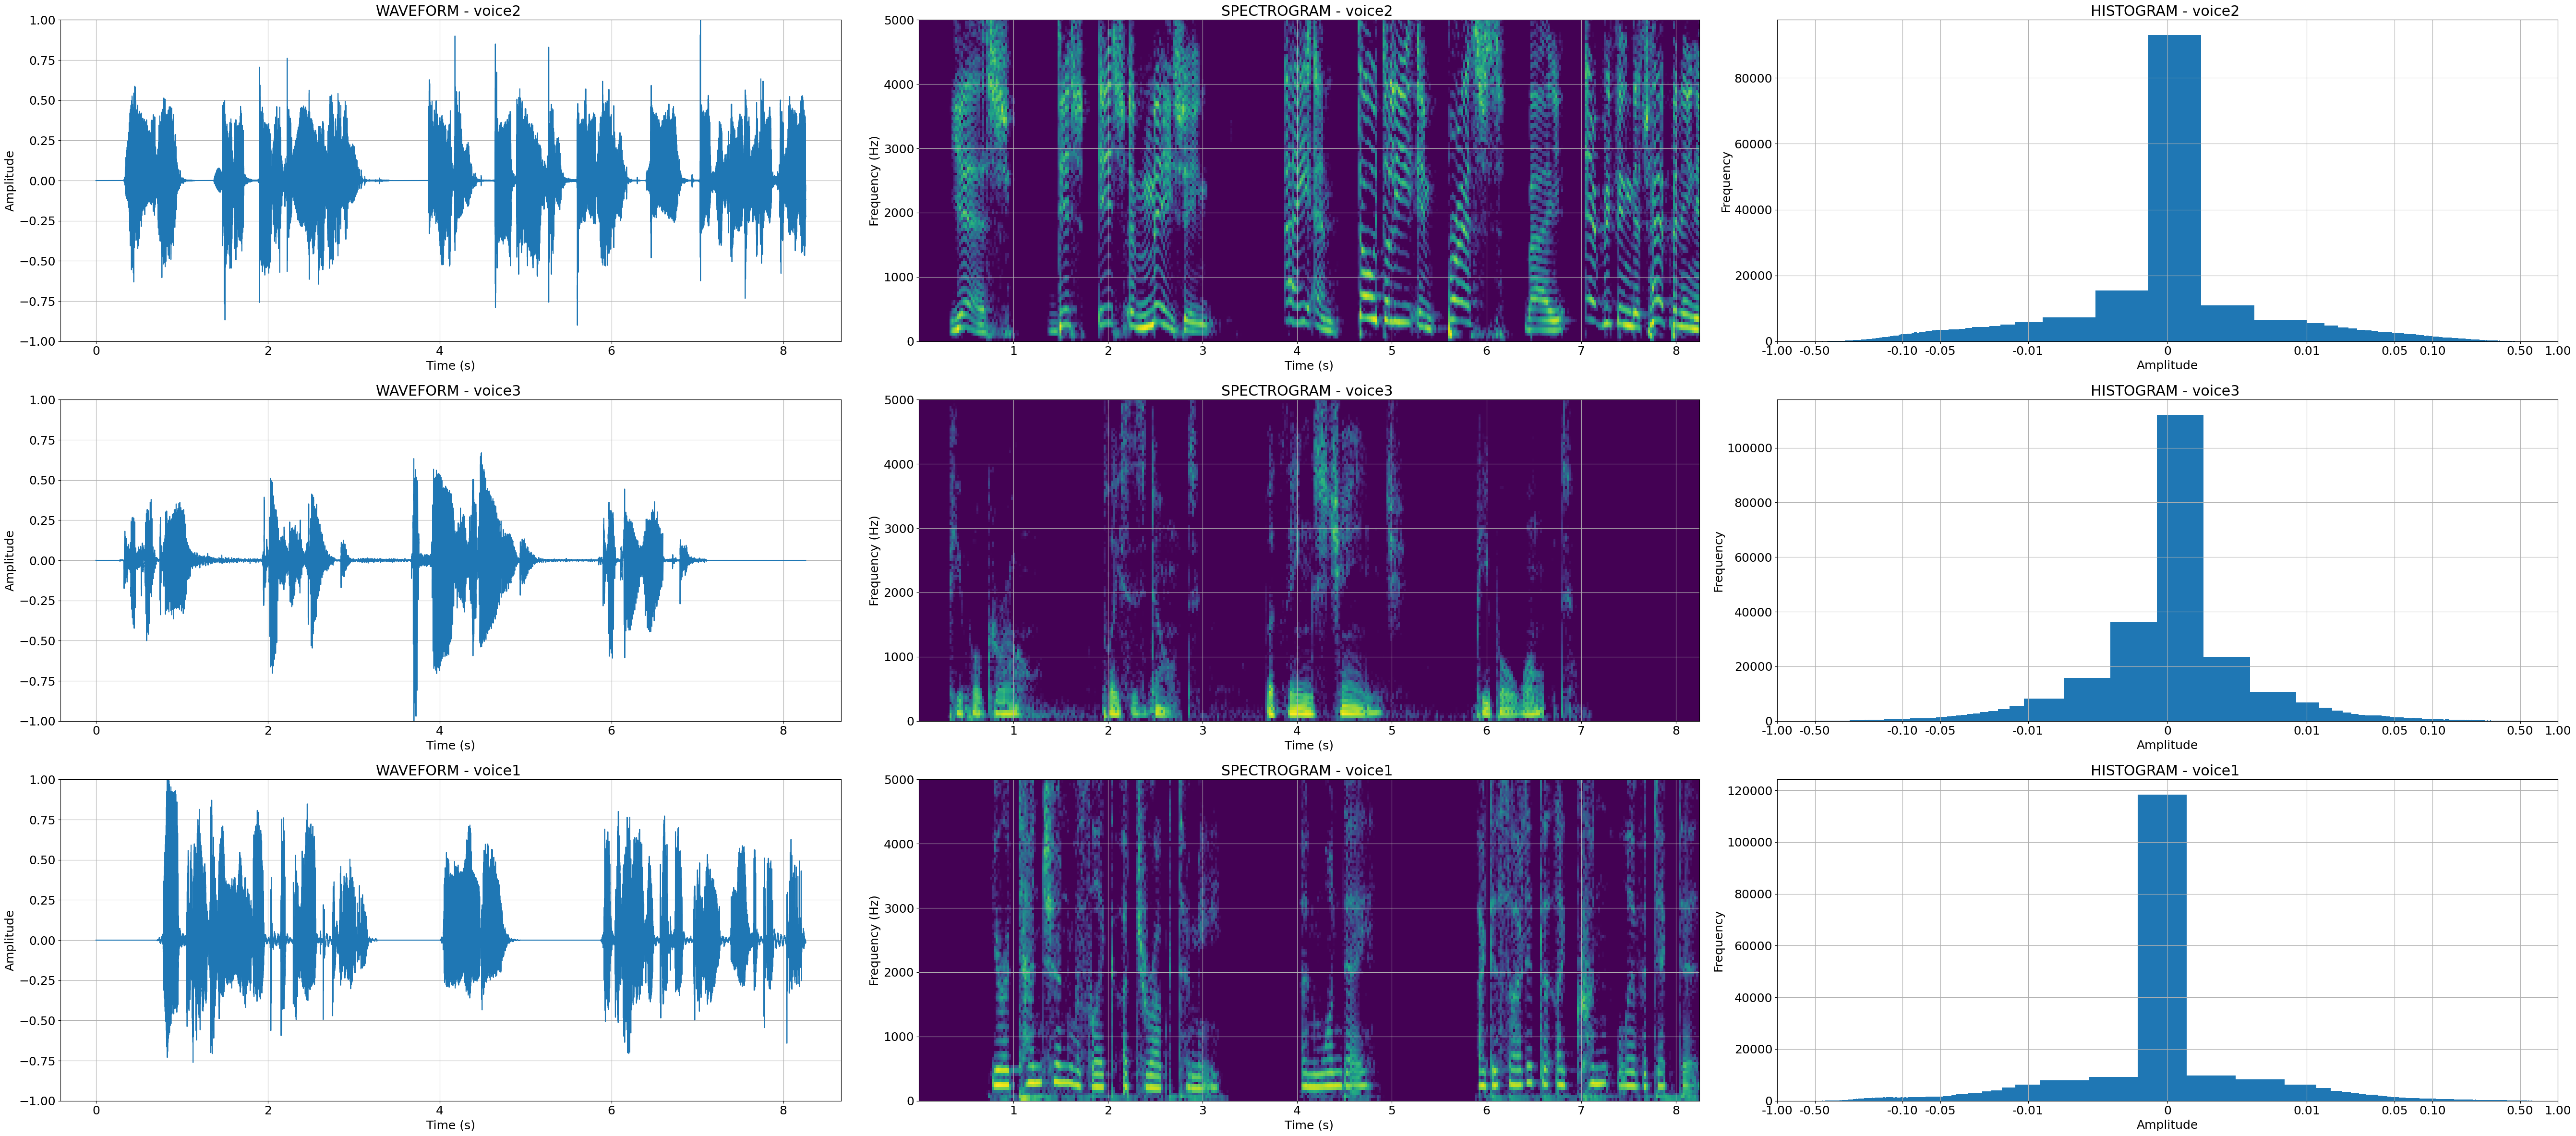 WAVEFORM - voice2
1.00
0.75
0.50
0.25
0.00
−0.25
−0.50
−0.75
−1.00
Amplitude
0 2 4 6 8
Time (s)
SPECTROGRAM - voice2
5000
4000
3000
2000
1000
0
Frequency (Hz)
1 2 3 4 5 6 7 8
Time (s)
HISTOGRAM - voice2
80000
60000
40000
20000
0
Frequency
-1.00 -0.50 -0.10 -0.05 -0.01 0 0.01 0.05 0.10 0.50 1.00
Amplitude
WAVEFORM - voice3
1.00
0.75
0.50
0.25
0.00
−0.25
−0.50
−0.75
−1.00
Amplitude
0 2 4 6 8
Time (s)
SPECTROGRAM - voice3
5000
4000
3000
2000
1000
0
Frequency (Hz)
1 2 3 4 5 6 7 8
Time (s)
HISTOGRAM - voice3
100000
80000
60000
40000
20000
0
Frequency
-1.00 -0.50 -0.10 -0.05 -0.01 0 0.01 0.05 0.10 0.50 1.00
Amplitude
WAVEFORM - voice1
1.00
0.75
0.50
0.25
0.00
−0.25
−0.50
−0.75
−1.00
Amplitude
0 2 4 6 8
Time (s)
SPECTROGRAM - voice1
5000
4000
3000
2000
1000
0
Frequency (Hz)
1 2 3 4 5 6 7 8
Time (s)
HISTOGRAM - voice1
120000
100000
80000
60000
40000
20000
0
Frequency
-1.00 -0.50 -0.10 -0.05 -0.01 0 0.01 0.05 0.10 0.50 1.00
Amplitude